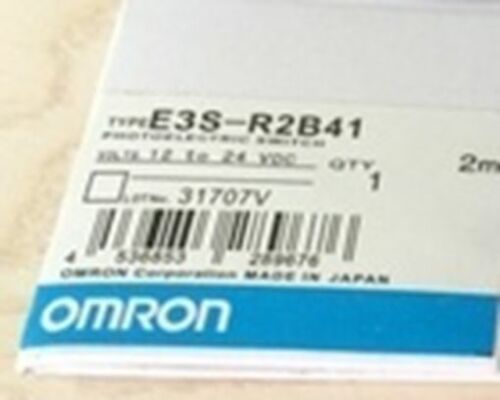 TYPE E3S-R2B41
PHOTOELECTRIC SWITCH
VOLTS 12 to 24 VDC QTY. 1 2m
LOT No. 31707V
4 536853 289676
OMRON Corporation MADE IN JAPAN
OMRON